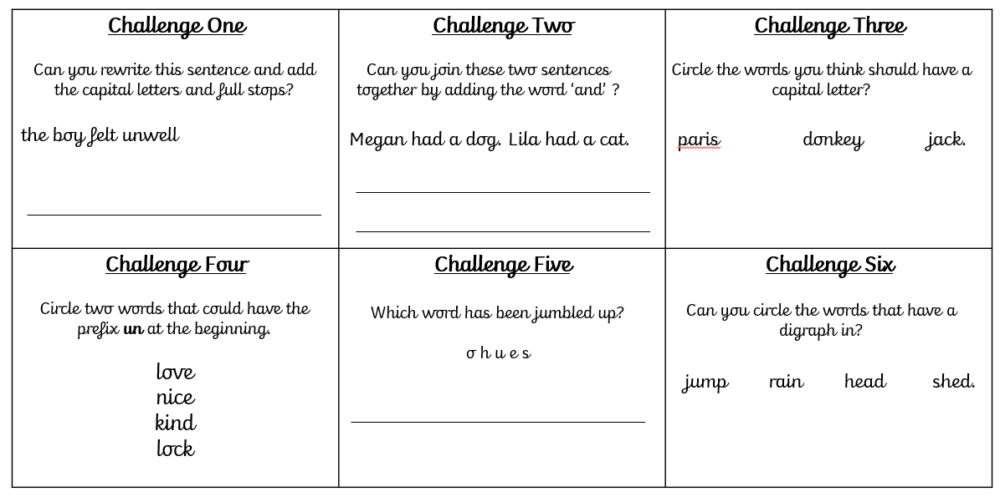 Challenge One
Can you rewrite this sentence and add
the capital letters and full stops?
the boy felt unwell
Challenge Two
Can you join these two sentences
together by adding the word ‘and’ ?
Megan had a dog. Lila had a cat.
Challenge Three
Circle the words you think should have a
capital letter?
paris donkey jack.
Challenge Four
Circle two words that could have the
prefix un at the beginning.
love
nice
kind
lock
Challenge Five
Which word has been jumbled up?
o h u e s
Challenge Six
Can you circle the words that have a
digraph in?
jump rain head shed.